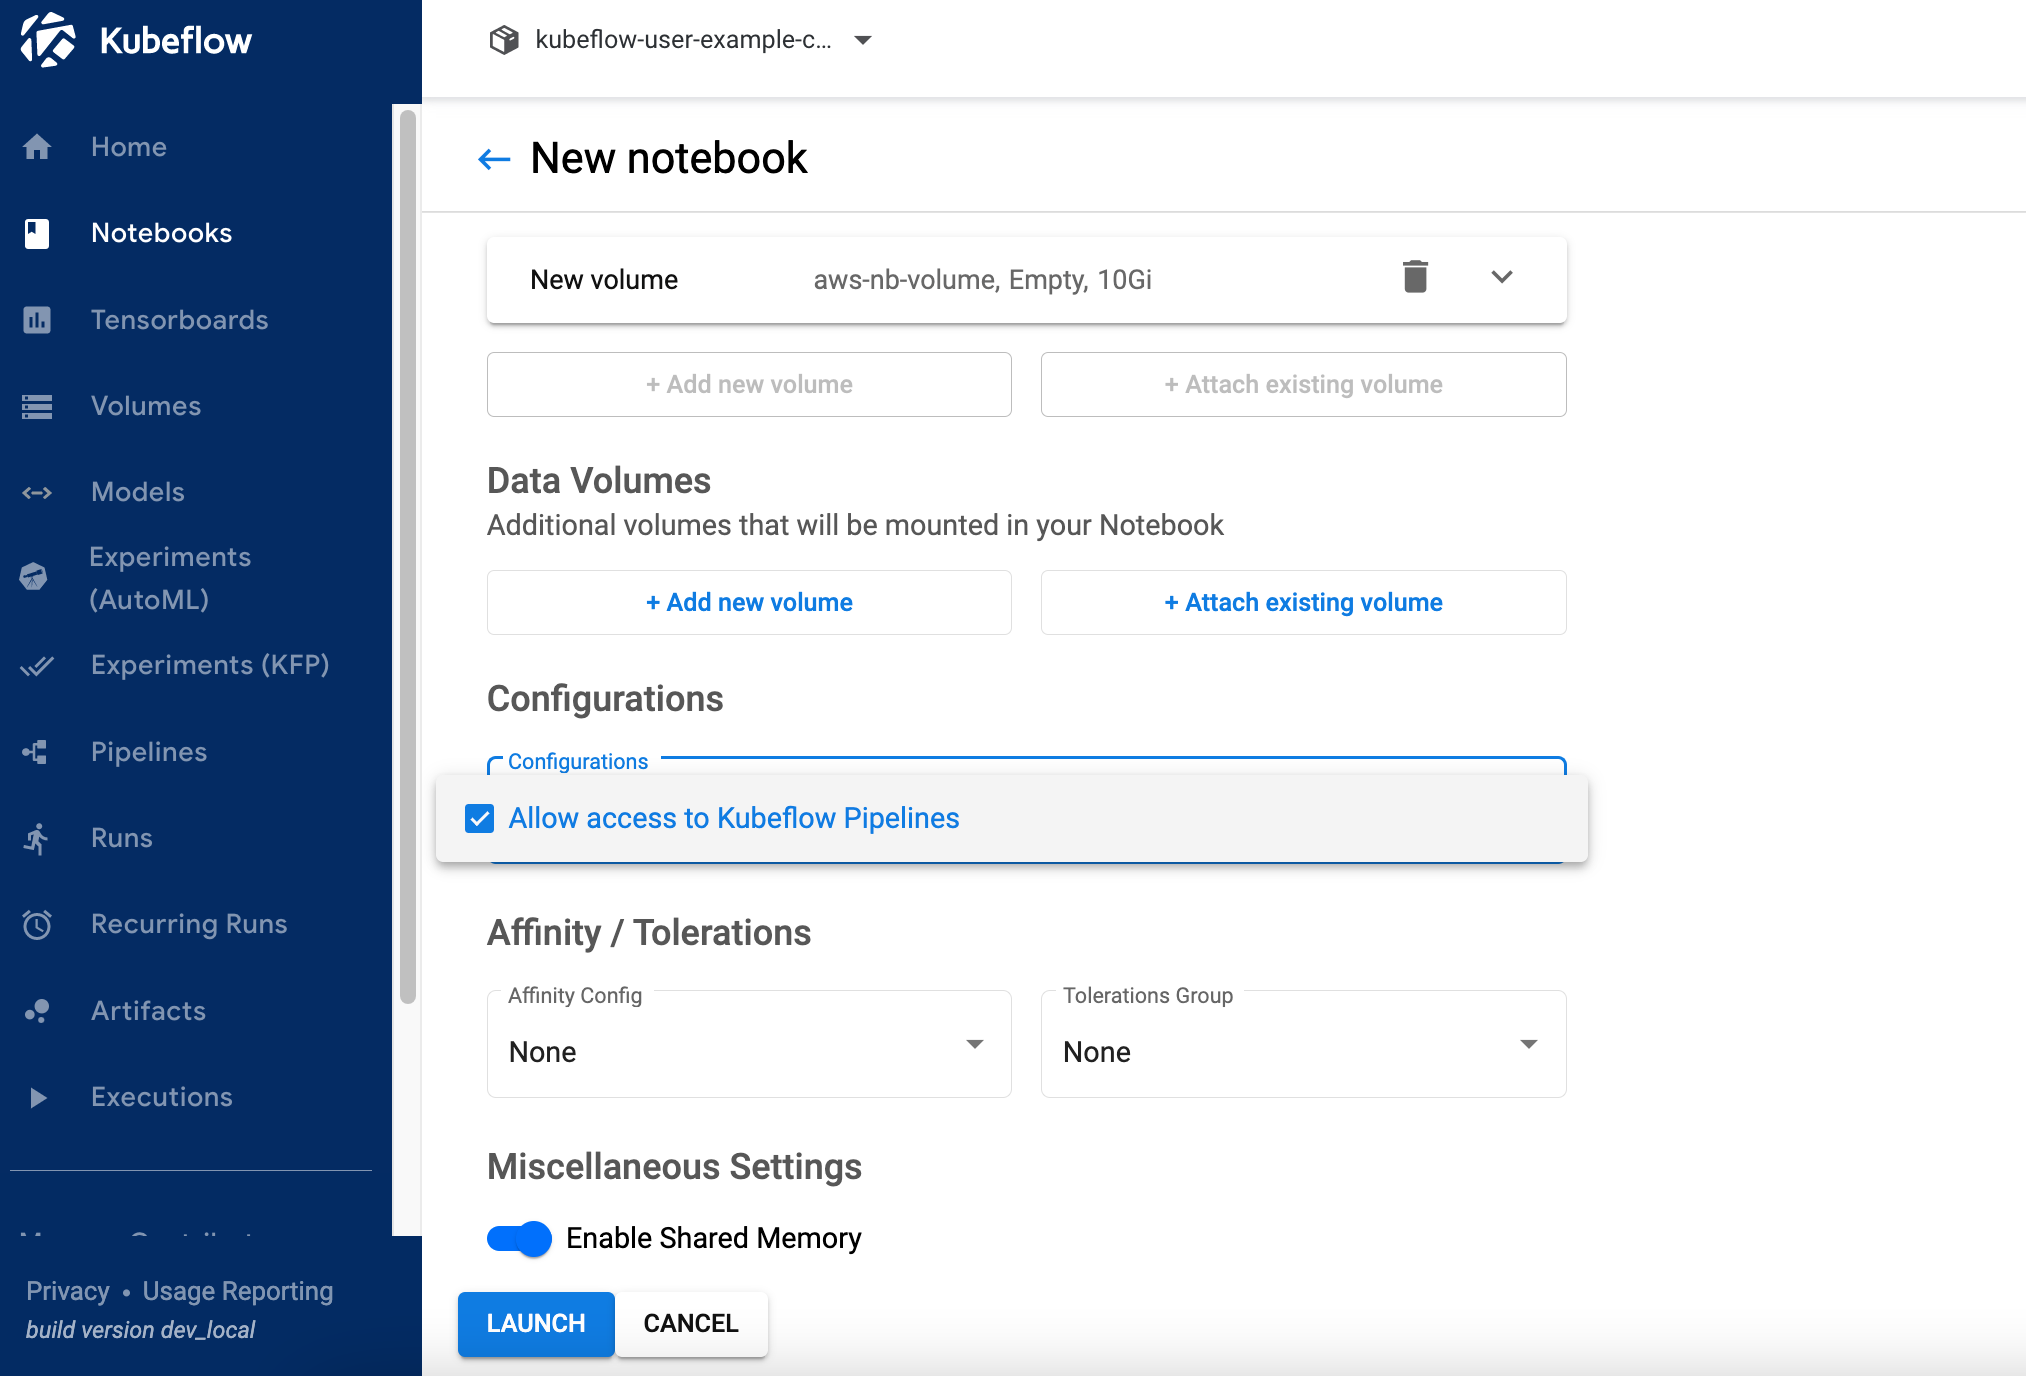 Kubeflow
Home
Notebooks
Tensorboards
Volumes
Models
Experiments
(AutoML)
Experiments (KFP)
Pipelines
Runs
Recurring Runs
Artifacts
Executions
Privacy • Usage Reporting
build version dev_local
kubeflow-user-example-c...
New notebook
New volume
aws-nb-volume, Empty, 10Gi
+ Add new volume
+ Attach existing volume
Data Volumes
Additional volumes that will be mounted in your Notebook
+ Add new volume
+ Attach existing volume
Configurations
Configurations
Allow access to Kubeflow Pipelines
Affinity / Tolerations
Affinity Config
None
Tolerations Group
None
Miscellaneous Settings
Enable Shared Memory
LAUNCH
CANCEL